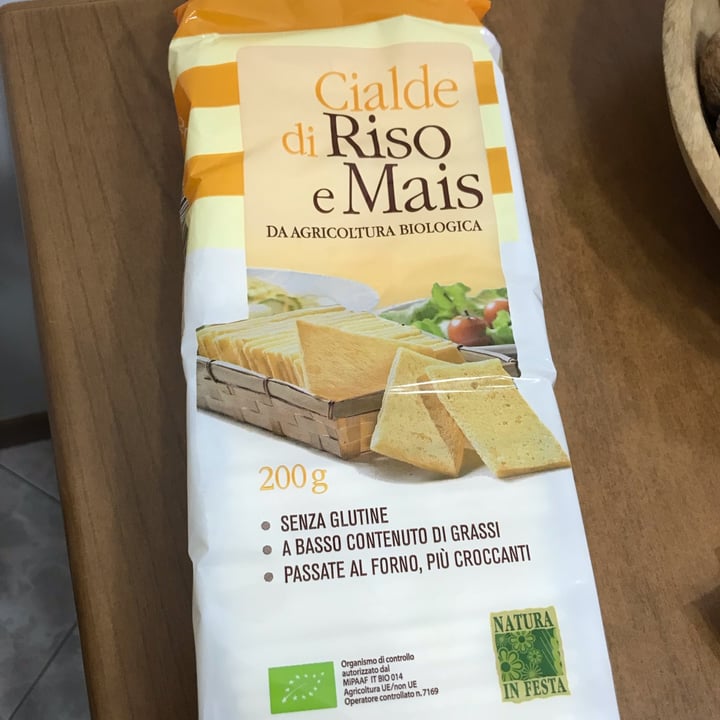 Cialde
di Riso
e Mais
DA AGRICOLTURA BIOLOGICA
200g
SENZA GLUTINE
A BASSO CONTENUTO DI GRASSI
PASSATE AL FORNO, PIÙ CROCCANTI
Organismo di controllo
autorizzato dal
MiPAAF IT BIO 014
Agricoltura UE/non UE
Operatore controllato n.7169
NATURA
IN FESTA